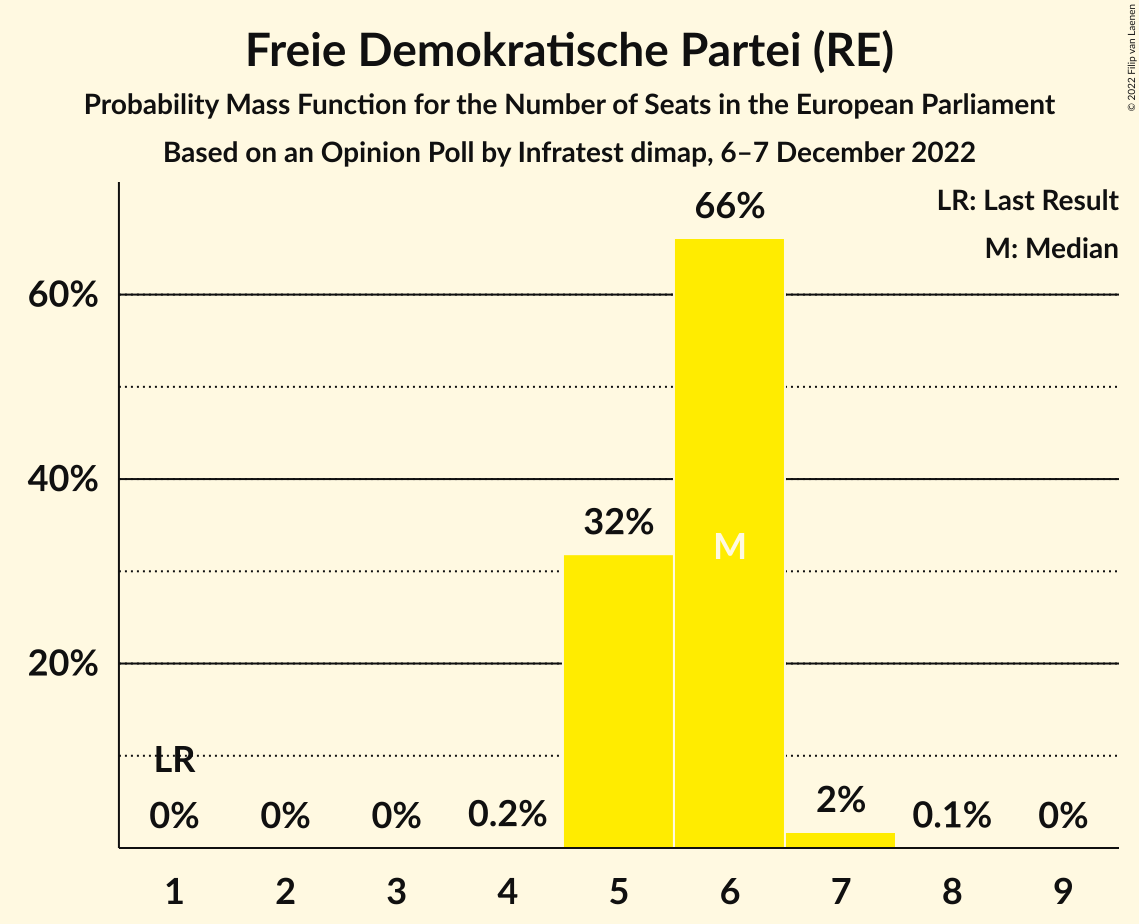 Freie Demokratische Partei (RE)
Probability Mass Function for the Number of Seats in the European Parliament
Based on an Opinion Poll by Infratest dimap, 6–7 December 2022
© 2022 Filip van Laenen
LR: Last Result
M: Median
66%
60%
40%
32%
M
20%
LR
0%
0%
0%
0.2%
2%
0.1%
0%
1
2
3
4
5
6
7
8
9